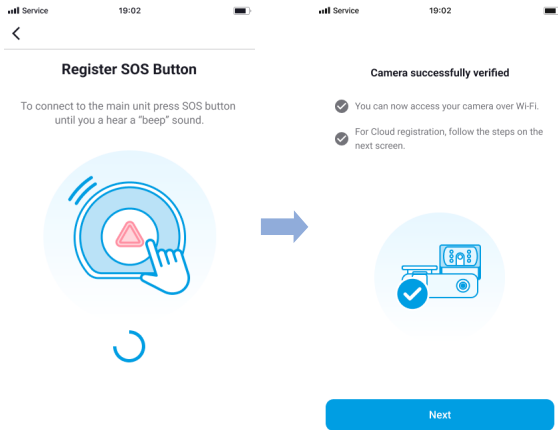 Service 19:02
Register SOS Button
To connect to the main unit press SOS button
until you a hear a “beep” sound.
Service 19:02
Camera successfully verified
You can now access your camera over Wi-Fi.
For Cloud registration, follow the steps on the
next screen.
Next